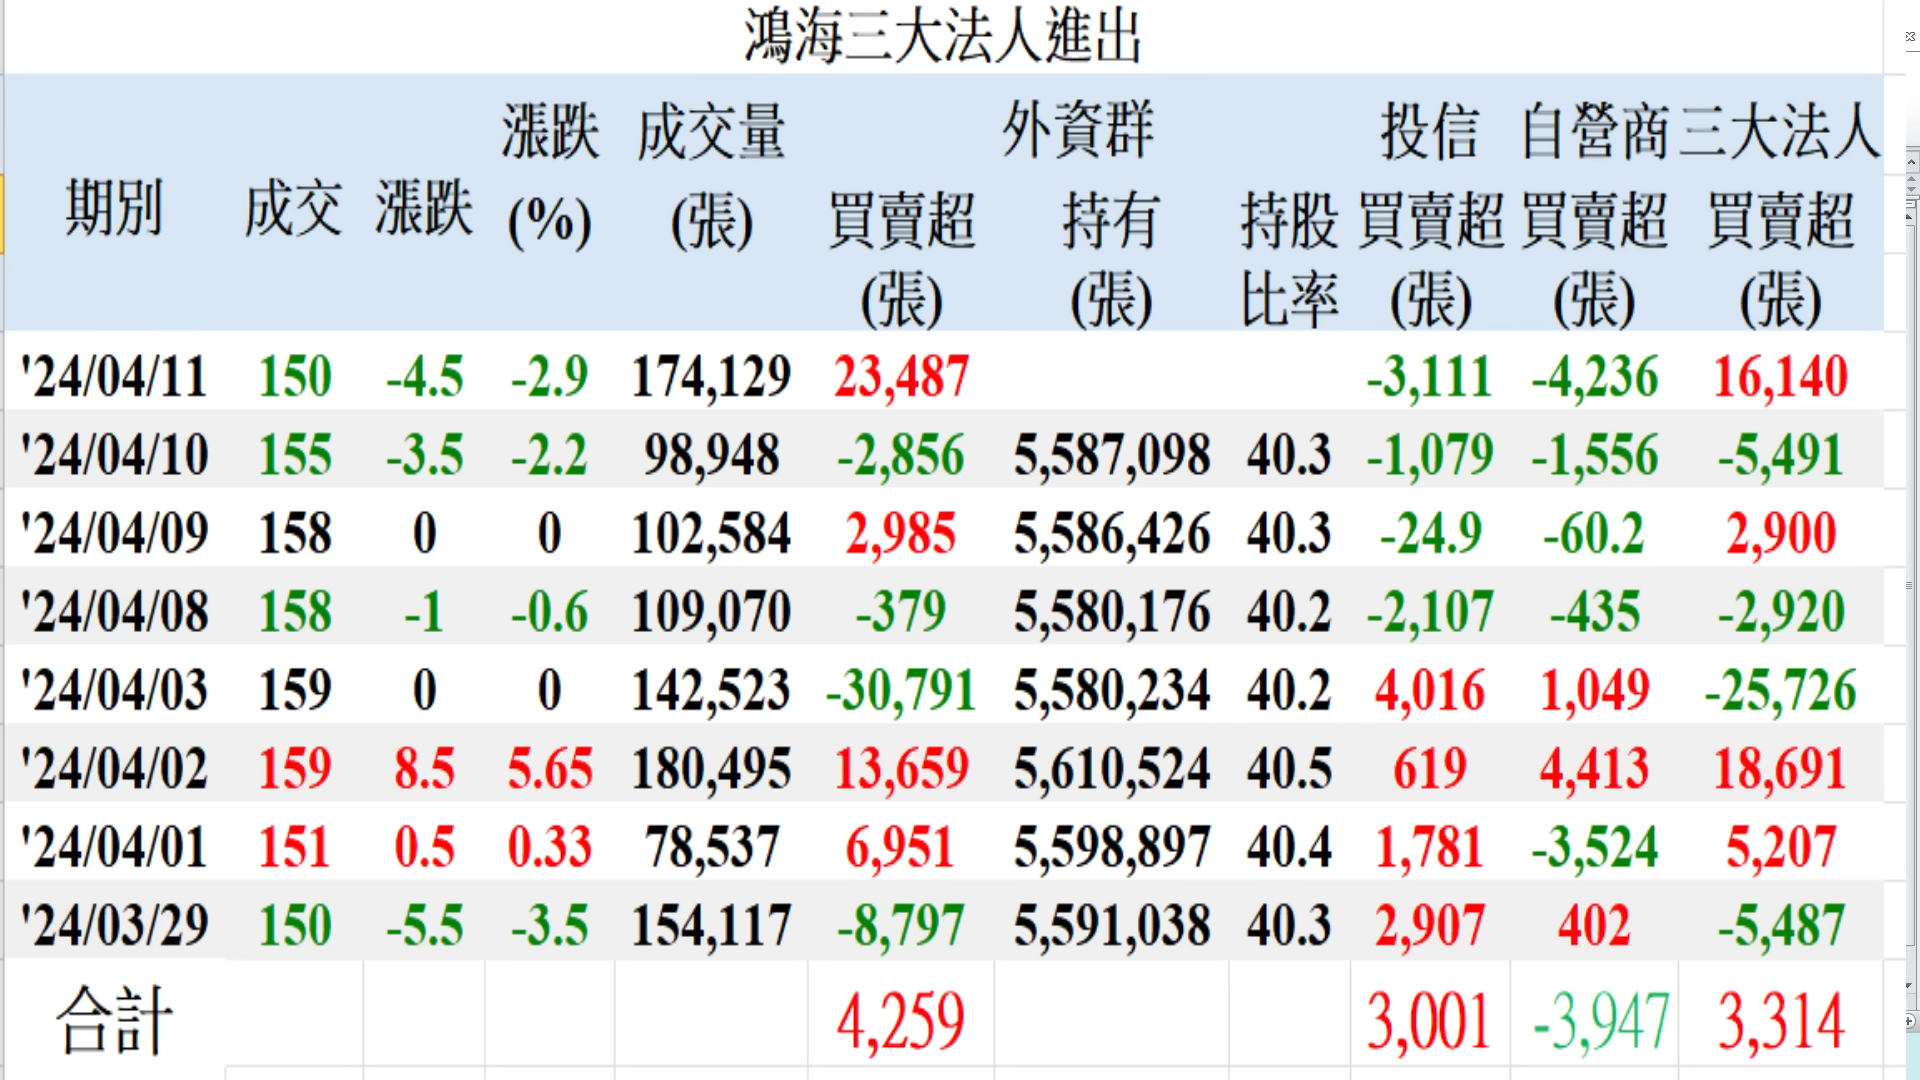 鴻海三大法人進出
期別 成交 漲跌 漲跌(%) 成交量(張) 外資群 買賣超(張) 持有(張) 持股比率 投信買賣超(張) 自營商買賣超(張) 三大法人買賣超(張)
'24/04/11 150 -4.5 -2.9 174,129 23,487 -3,111 -4,236 16,140
'24/04/10 155 -3.5 -2.2 98,948 -2,856 5,587,098 40.3 -1,079 -1,556 -5,491
'24/04/09 158 0 0 102,584 2,985 5,586,426 40.3 -24.9 -60.2 2,900
'24/04/08 158 -1 -0.6 109,070 -379 5,580,176 40.2 -2,107 -435 -2,920
'24/04/03 159 0 0 142,523 -30,791 5,580,234 40.2 4,016 1,049 -25,726
'24/04/02 159 8.5 5.65 180,495 13,659 5,610,524 40.5 619 4,413 18,691
'24/04/01 151 0.5 0.33 78,537 6,951 5,598,897 40.4 1,781 -3,524 5,207
'24/03/29 150 -5.5 -3.5 154,117 -8,797 5,591,038 40.3 2,907 402 -5,487
合計 4,259 3,001 -3,947 3,314